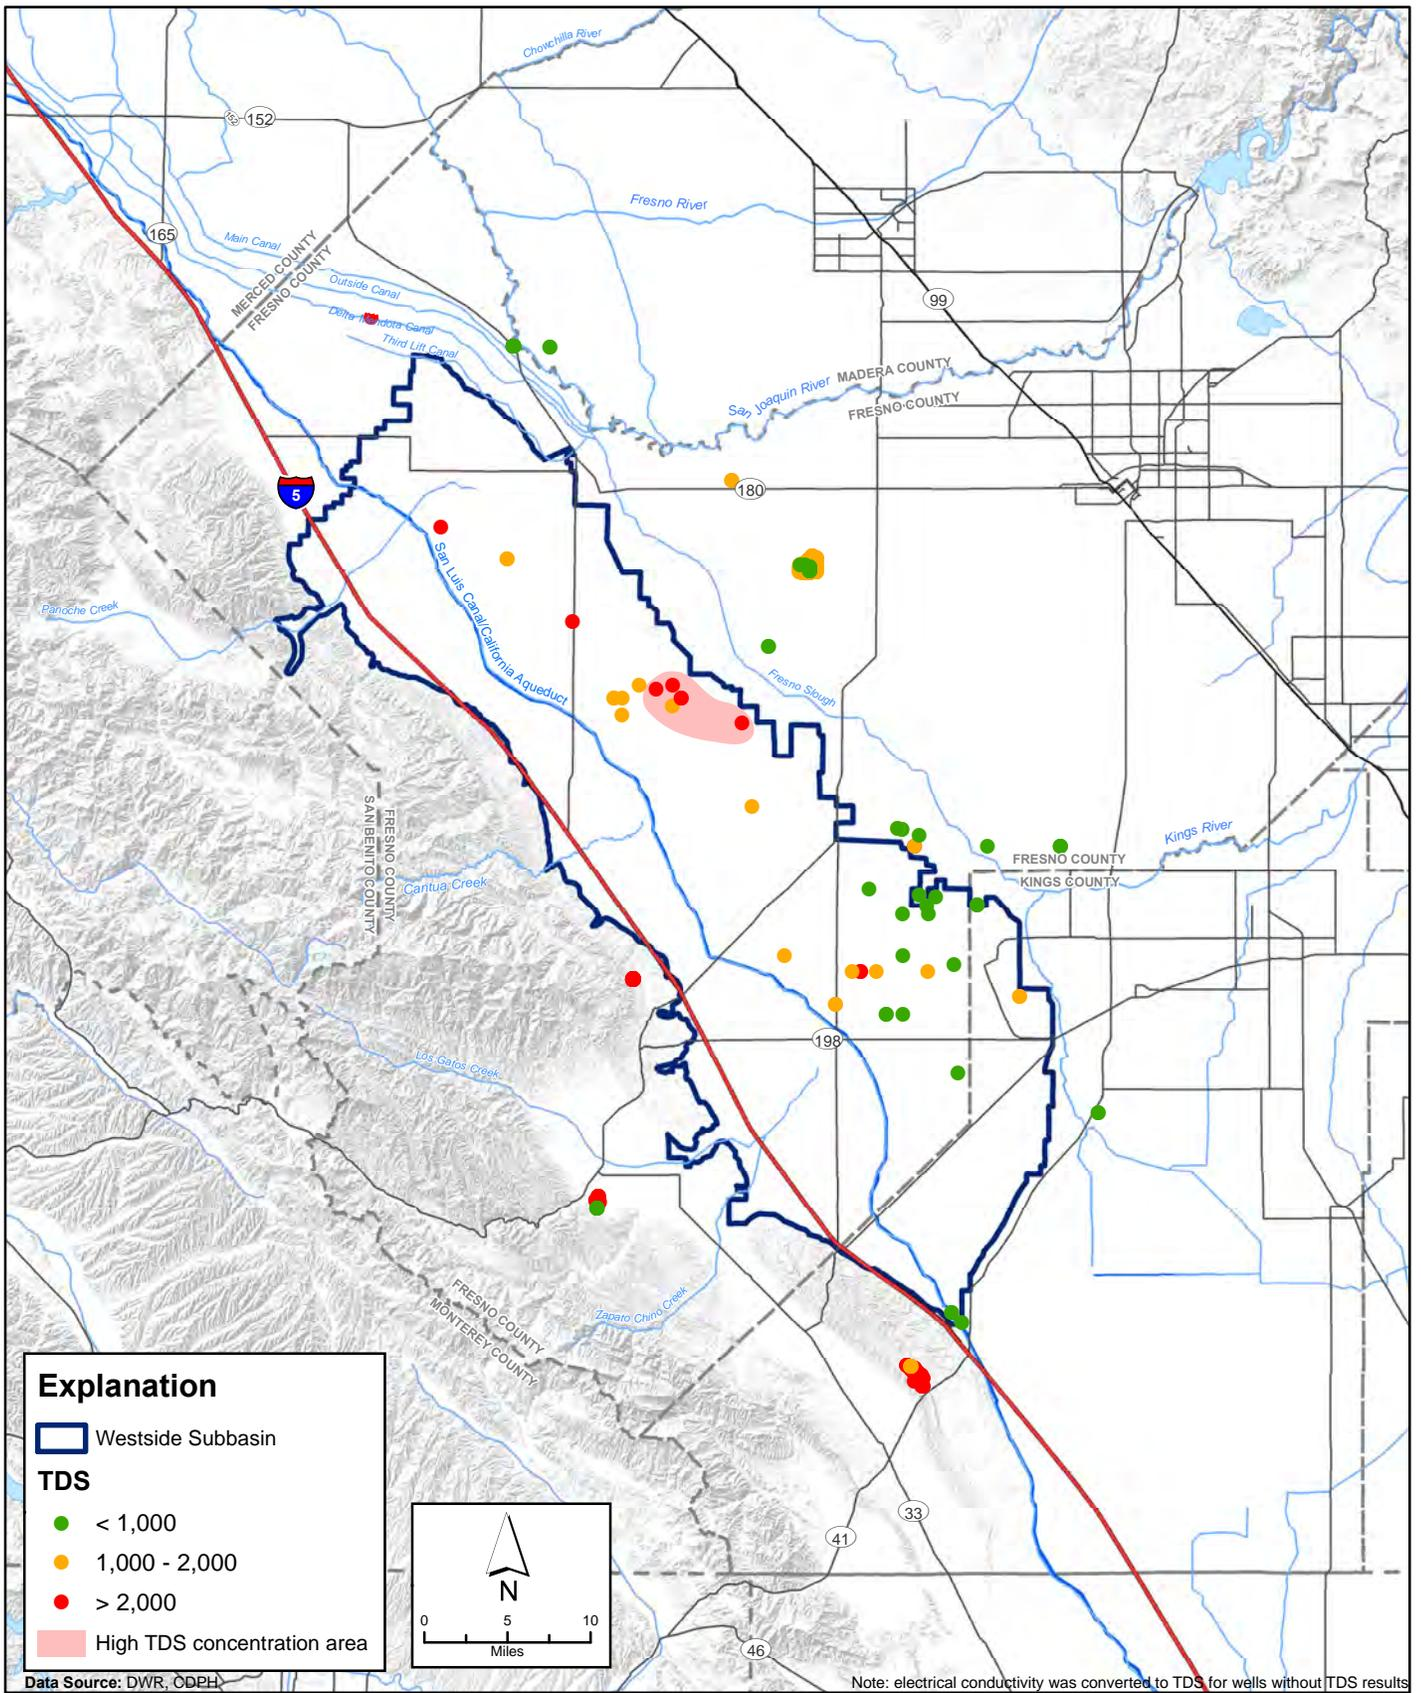 Chowchilla River
152
152
Fresno River
165
Main Canal
MERCED COUNTY
FRESNO COUNTY
Outside Canal
99
Delta Mendota Canal
Third Lift Canal
MADERA COUNTY
San Joaquin River
FRESNO COUNTY
180
5
San Luis Canal/California Aqueduct
Panoche Creek
Fresno Slough
FRESNO COUNTY
SAN BENITO COUNTY
Kings River
FRESNO COUNTY
KINGS COUNTY
Cantua Creek
198
Los Gatos Creek
FRESNO COUNTY
MONTEREY COUNTY
Zapato Chino Creek
Explanation
Westside Subbasin
TDS
< 1,000
1,000 - 2,000
> 2,000
High TDS concentration area
N
0 5 10
Miles
33
41
46
Data Source: DWR, CDPH
Note: electrical conductivity was converted to TDS for wells without TDS results